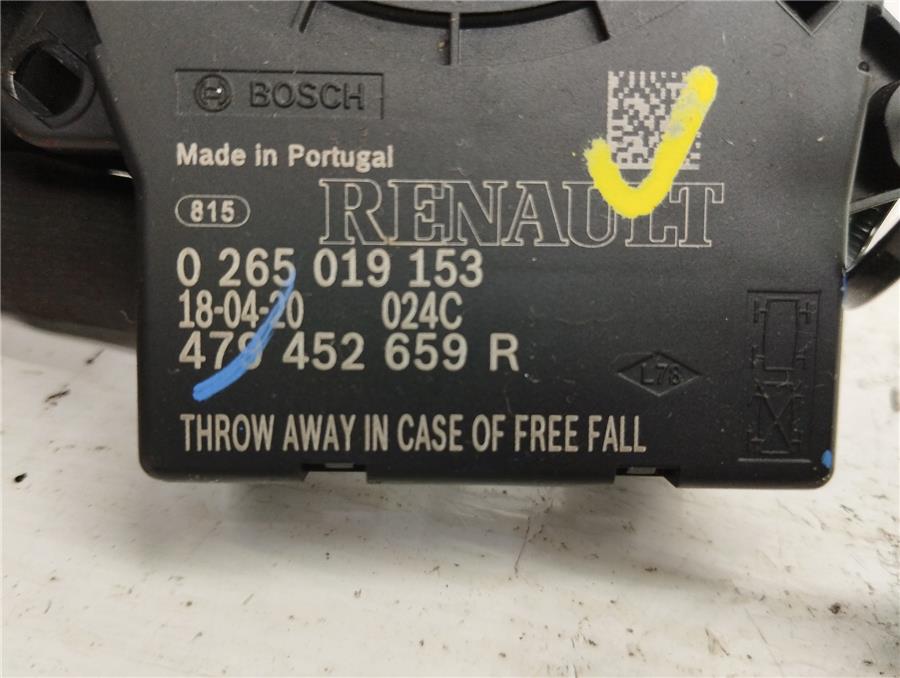 BOSCH
Made in Portugal
RENAULT
815
0 265 019 153
18-04-20 024C
479 452 659 R
L78
THROW AWAY IN CASE OF FREE FALL